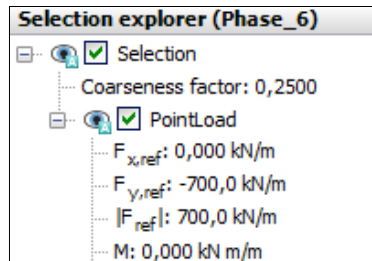 Selection explorer (Phase_6)
Selection
Coarseness factor: 0,2500
PointLoad
Fx,ref: 0,000 kN/m
Fy,ref: -700,0 kN/m
|Fref|: 700,0 kN/m
M: 0,000 kN m/m